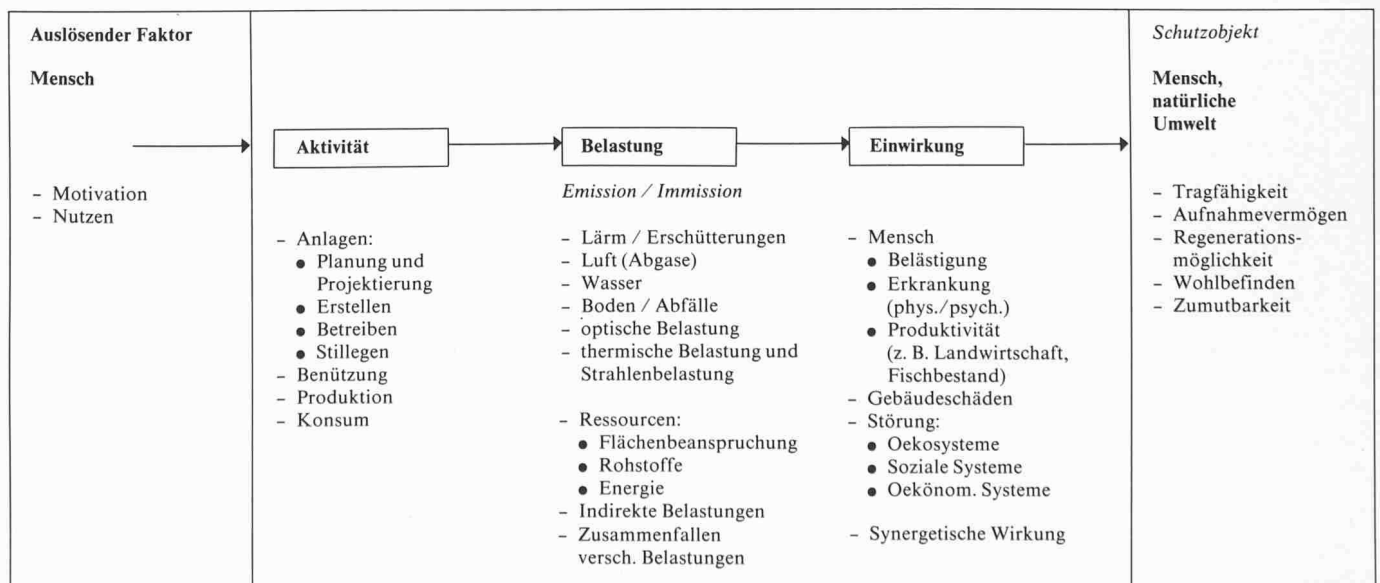 Auslösender Faktor
Mensch
– Motivation
– Nutzen
Aktivität
– Anlagen:
● Planung und
Projektierung
● Erstellen
● Betreiben
● Stillegen
– Benützung
– Produktion
– Konsum
Belastung
Emission / Immission
– Lärm / Erschütterungen
– Luft (Abgase)
– Wasser
– Boden / Abfälle
– optische Belastung
– thermische Belastung und
Strahlenbelastung
– Ressourcen:
● Flächenbeanspruchung
● Rohstoffe
● Energie
– Indirekte Belastungen
– Zusammenfallen
versch. Belastungen
Einwirkung
– Mensch
● Belästigung
● Erkrankung
(phys./psych.)
● Produktivität
(z. B. Landwirtschaft,
Fischbestand)
– Gebäudeschäden
– Störung:
● Oekosysteme
● Soziale Systeme
● Oekönom. Systeme
– Synergetische Wirkung
Schutzobjekt
Mensch,
natürliche
Umwelt
– Tragfähigkeit
– Aufnahmevermögen
– Regenerations-
möglichkeit
– Wohlbefinden
– Zumutbarkeit